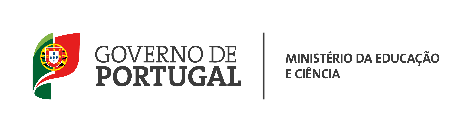 GOVERNO DE
PORTUGAL
MINISTÉRIO DA EDUCAÇÃO
E CIÊNCIA